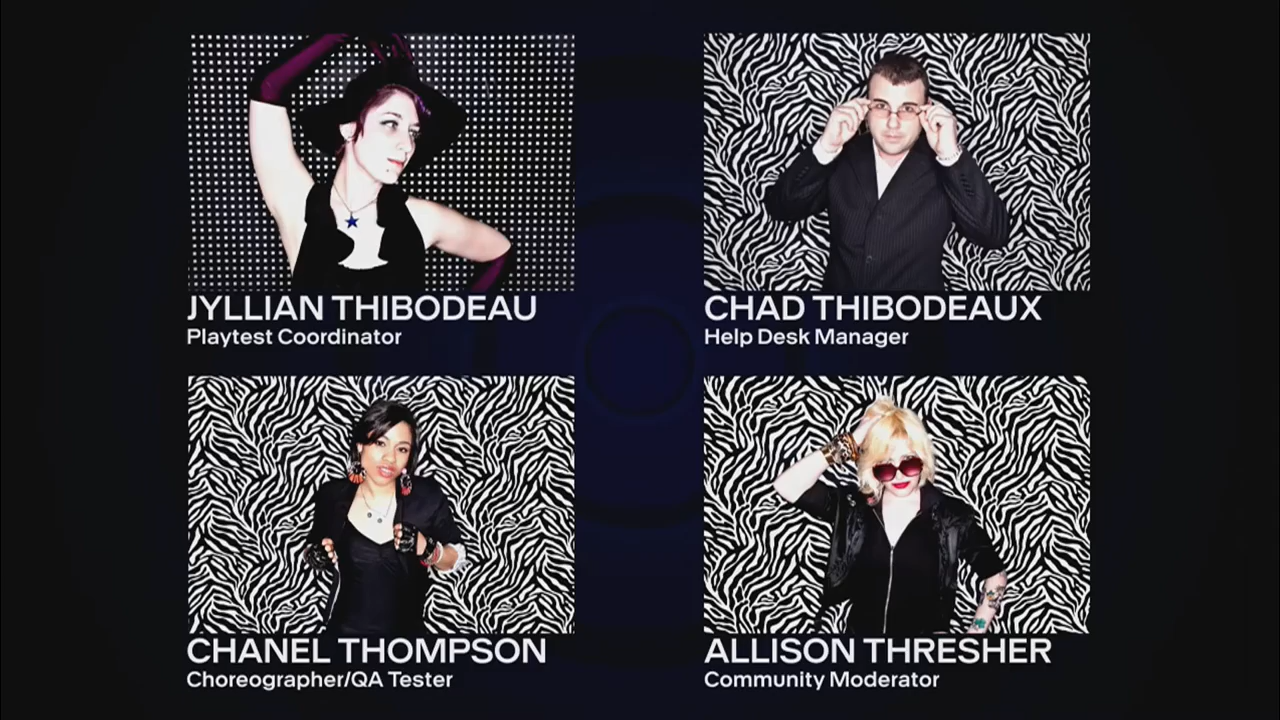 JYLLIAN THIBODEAU
Playtest Coordinator
CHAD THIBODEAUX
Help Desk Manager
CHANEL THOMPSON
Choreographer/QA Tester
ALLISON THRESHER
Community Moderator